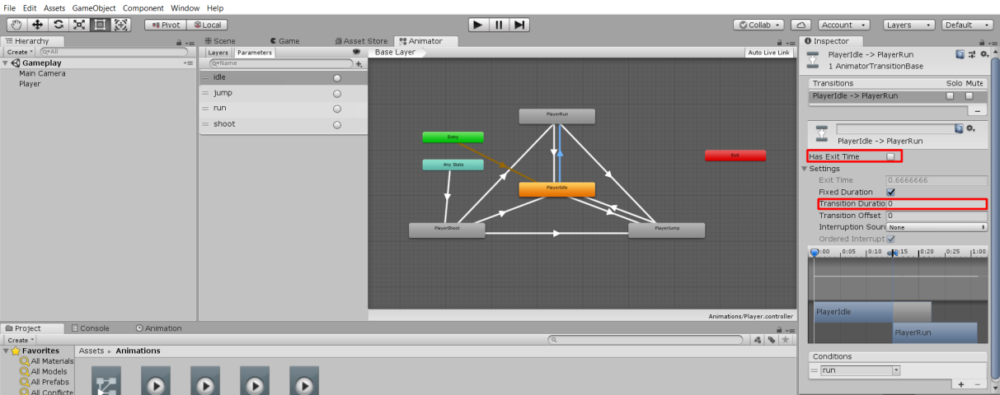 File Edit Assets GameObject Component Window Help
Pivot Local Collab Account Layers Default
Hierarchy
Create All
Gameplay
Main Camera
Player
Scene Game Asset Store Animator
Layers Parameters Base Layer Auto Live Link
Name
idle
jump
run
shoot
PlayerRun
Entry
Any State
Exit
PlayerIdle
PlayerShoot
PlayerJump
Animations/Player.controller
Inspector
PlayerIdle -> PlayerRun
1 AnimatorTransitionBase
Transitions Solo Mute
PlayerIdle -> PlayerRun
PlayerIdle -> PlayerRun
Has Exit Time
Settings
Exit Time 0.6666666
Fixed Duration
Transition Duratio 0
Transition Offset 0
Interruption Sour None
Ordered Interrupt
:00 0:05 0:10 :15 0:20 0:25 1:00
PlayerIdle
PlayerRun
Conditions
run
Project Console Animation
Create
Favorites
All Materials
All Models
All Prefabs
All Conflicte
Assets Animations